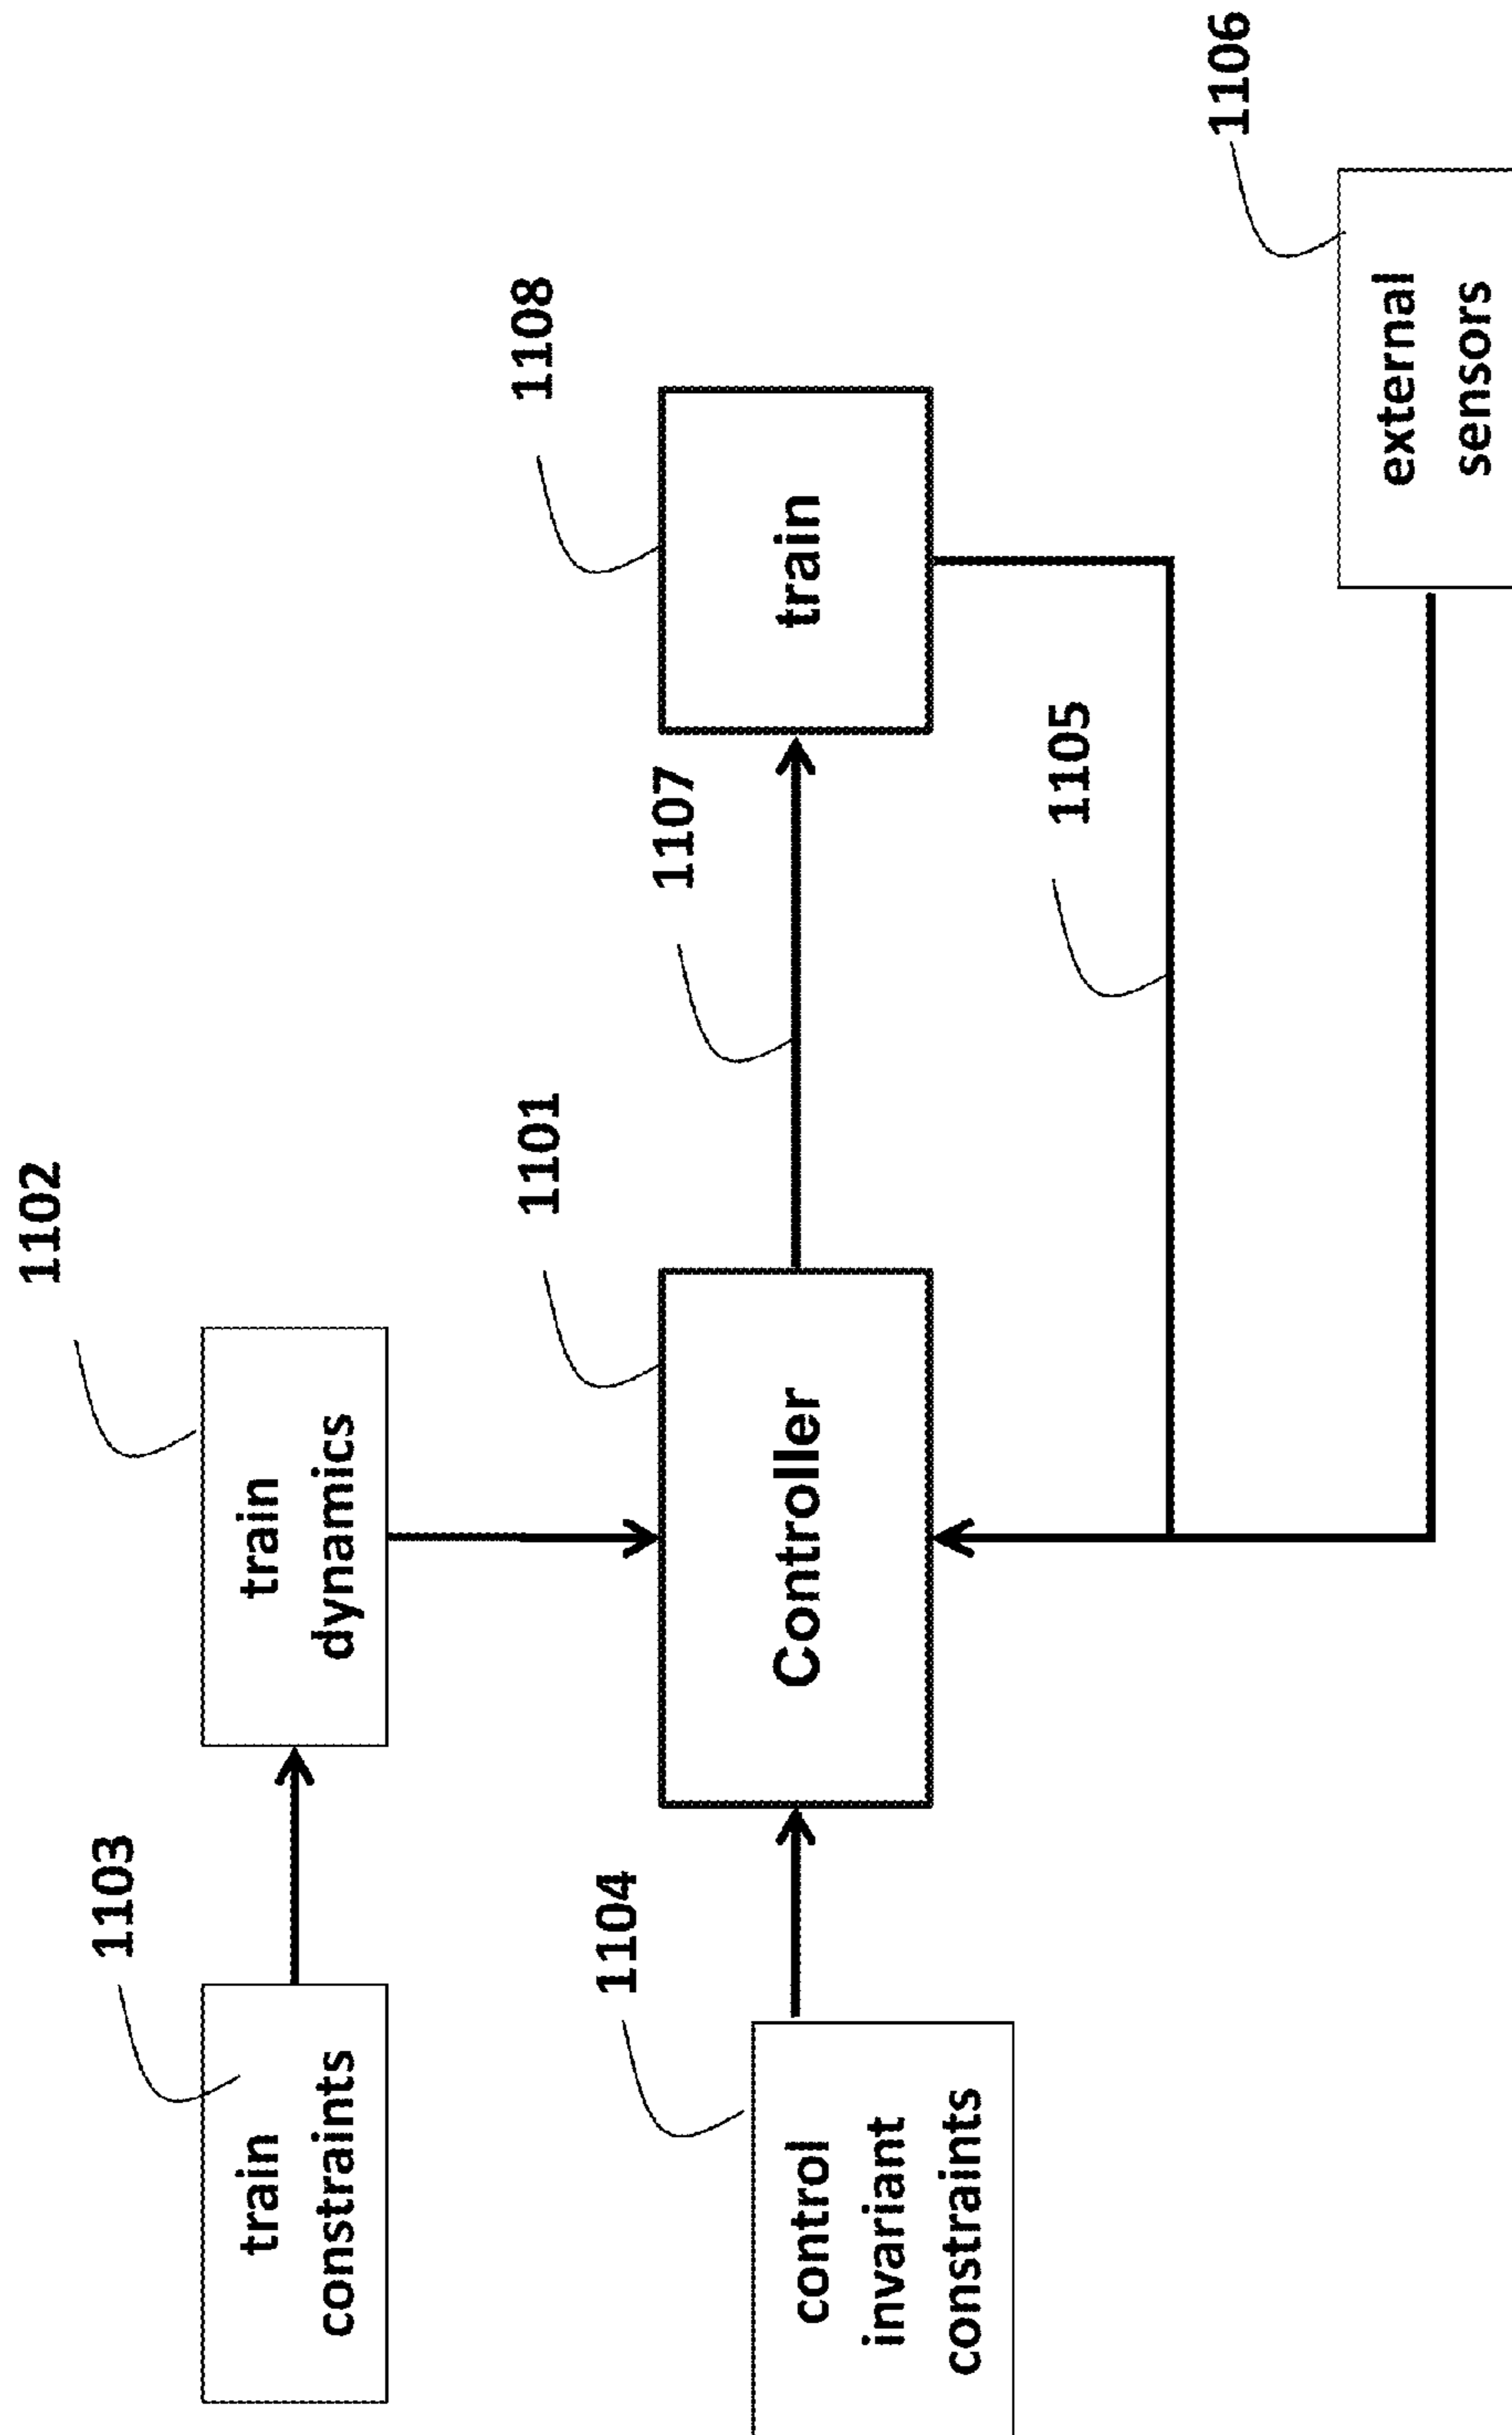 1103
train
constraints
1102
train
dynamics
1104
control
invariant
constraints
1101
Controller
1107
1108
train
1105
1106
external
sensors